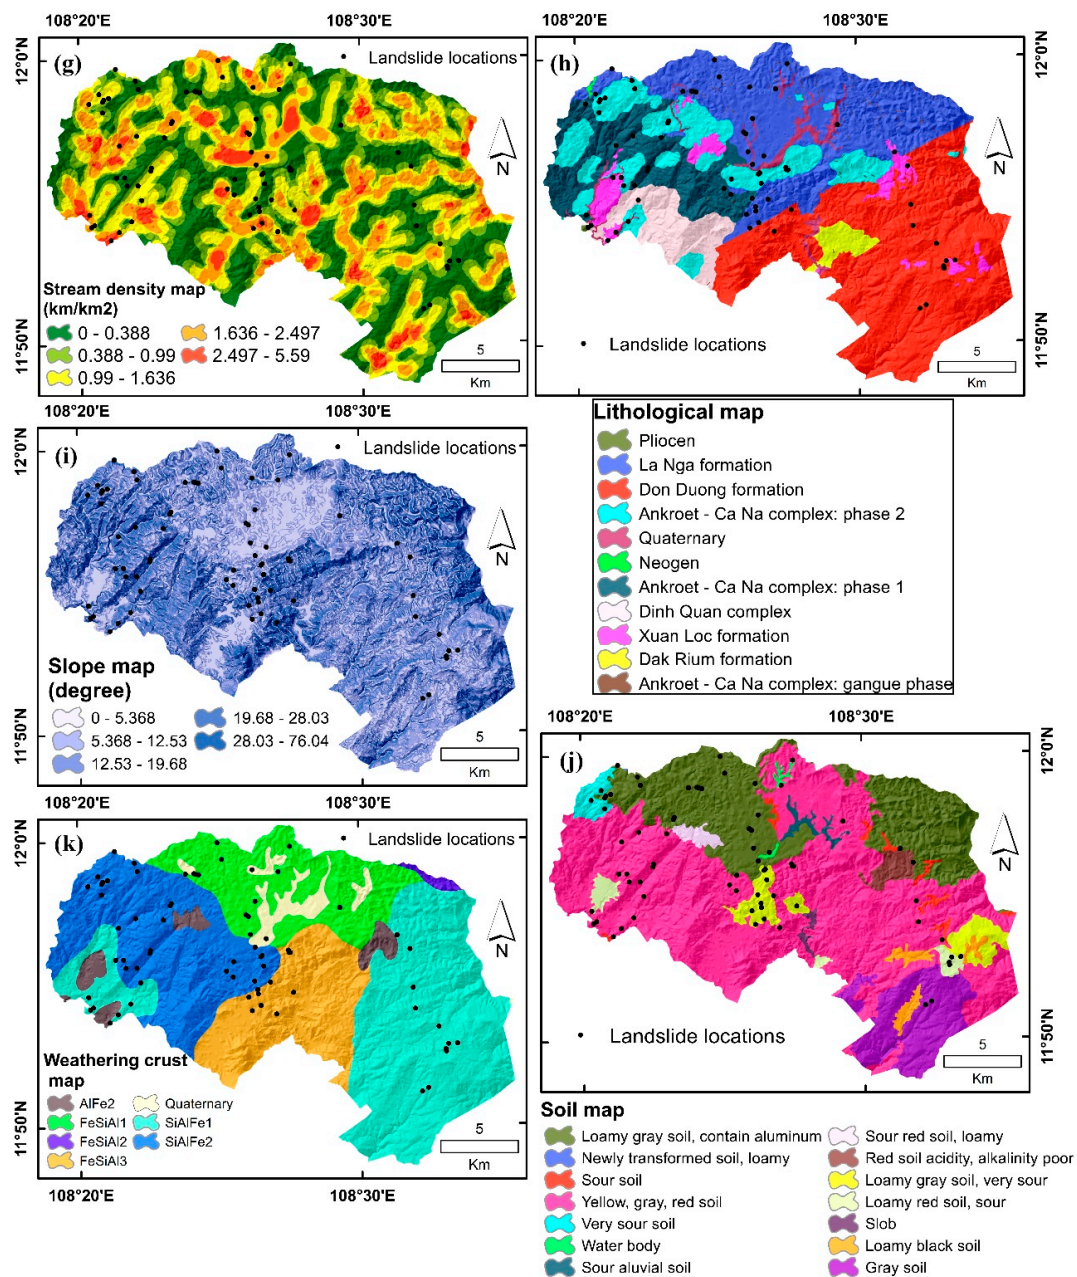 108°20'E
108°30'E
12°0'N
(g)
Landslide locations
N
Stream density map
(km/km2)
0 - 0.388
1.636 - 2.497
0.388 - 0.99
2.497 - 5.59
0.99 - 1.636
5
Km
11°50'N
108°20'E
108°30'E
108°20'E
108°30'E
12°0'N
(h)
N
Landslide locations
5
Km
11°50'N
Lithological map
Pliocen
La Nga formation
Don Duong formation
Ankroet - Ca Na complex: phase 2
Quaternary
Neogen
Ankroet - Ca Na complex: phase 1
Dinh Quan complex
Xuan Loc formation
Dak Rium formation
Ankroet - Ca Na complex: gangue phase
12°0'N
(i)
Landslide locations
N
Slope map
(degree)
0 - 5.368
19.68 - 28.03
5.368 - 12.53
28.03 - 76.04
12.53 - 19.68
5
Km
11°50'N
108°20'E
108°30'E
108°20'E
108°30'E
12°0'N
(j)
N
Landslide locations
5
Km
11°50'N
Soil map
Loamy gray soil, contain aluminum
Newly transformed soil, loamy
Sour soil
Yellow, gray, red soil
Very sour soil
Water body
Sour aluvial soil
Sour red soil, loamy
Red soil acidity, alkalinity poor
Loamy gray soil, very sour
Loamy red soil, sour
Slob
Loamy black soil
Gray soil
12°0'N
(k)
Landslide locations
N
Weathering crust
map
AlFe2
Quaternary
FeSiAl1
SiAlFe1
FeSiAl2
SiAlFe2
FeSiAl3
5
Km
11°50'N
108°20'E
108°30'E